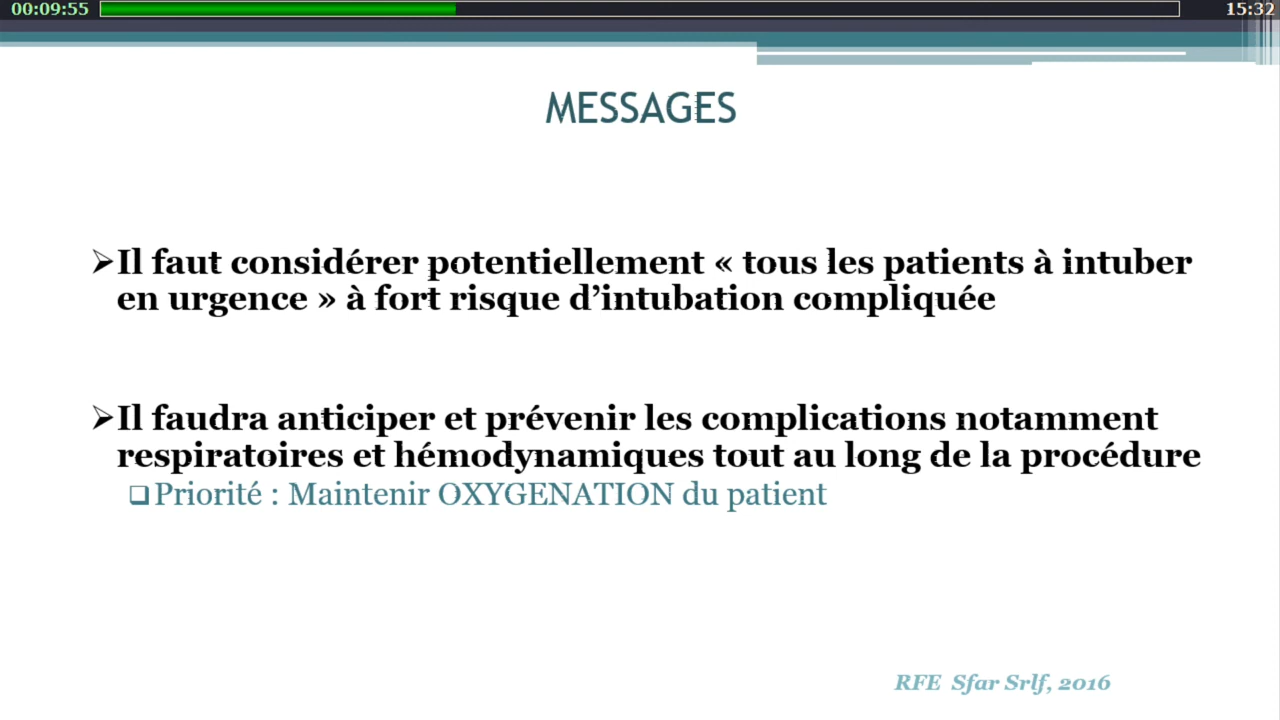 00:09:55
15:32
MESSAGES
➢Il faut considérer potentiellement « tous les patients à intuber
en urgence » à fort risque d’intubation compliquée
➢Il faudra anticiper et prévenir les complications notamment
respiratoires et hémodynamiques tout au long de la procédure
❑Priorité : Maintenir OXYGENATION du patient
RFE Sfar Srlf, 2016